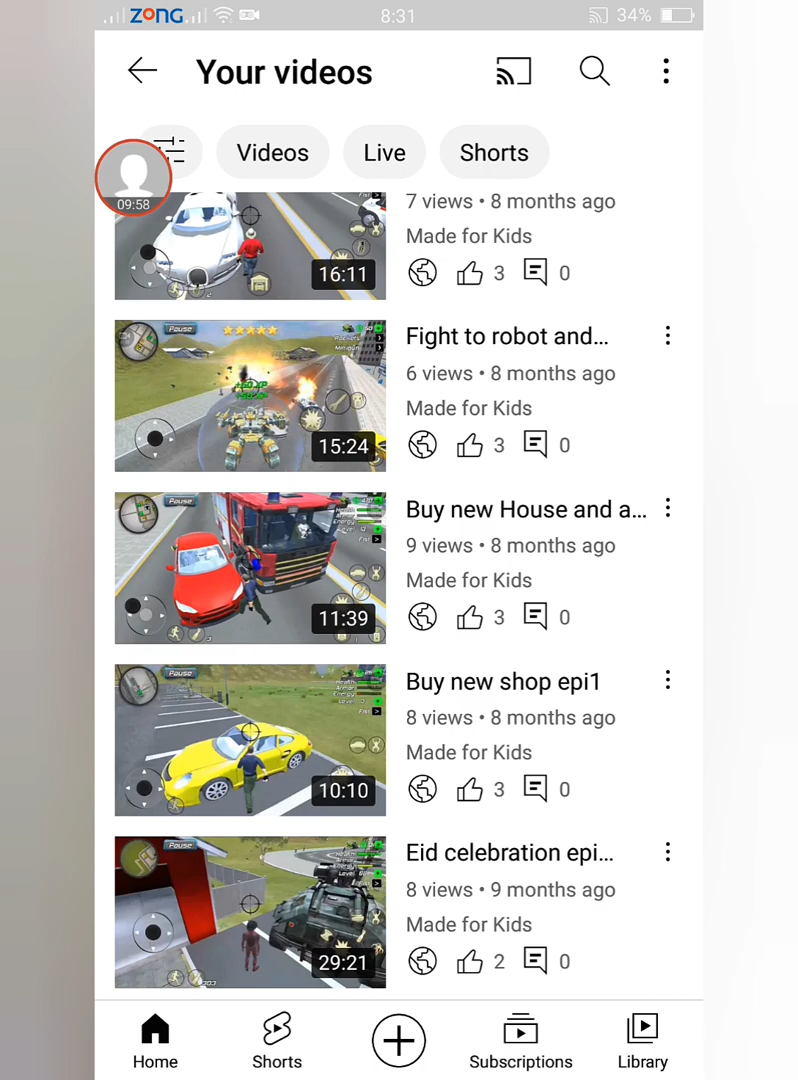 ZONG 8:31 34%
Your videos
Videos Live Shorts
09:58
7 views • 8 months ago
Made for Kids
3 0
16:11
Pause
Fight to robot and...
6 views • 8 months ago
Made for Kids
3 0
15:24
Pause
Buy new House and a...
9 views • 8 months ago
Made for Kids
3 0
11:39
Pause
Buy new shop epi1
8 views • 8 months ago
Made for Kids
3 0
10:10
Pause
Eid celebration epi...
8 views • 9 months ago
Made for Kids
2 0
29:21
Home Shorts Subscriptions Library